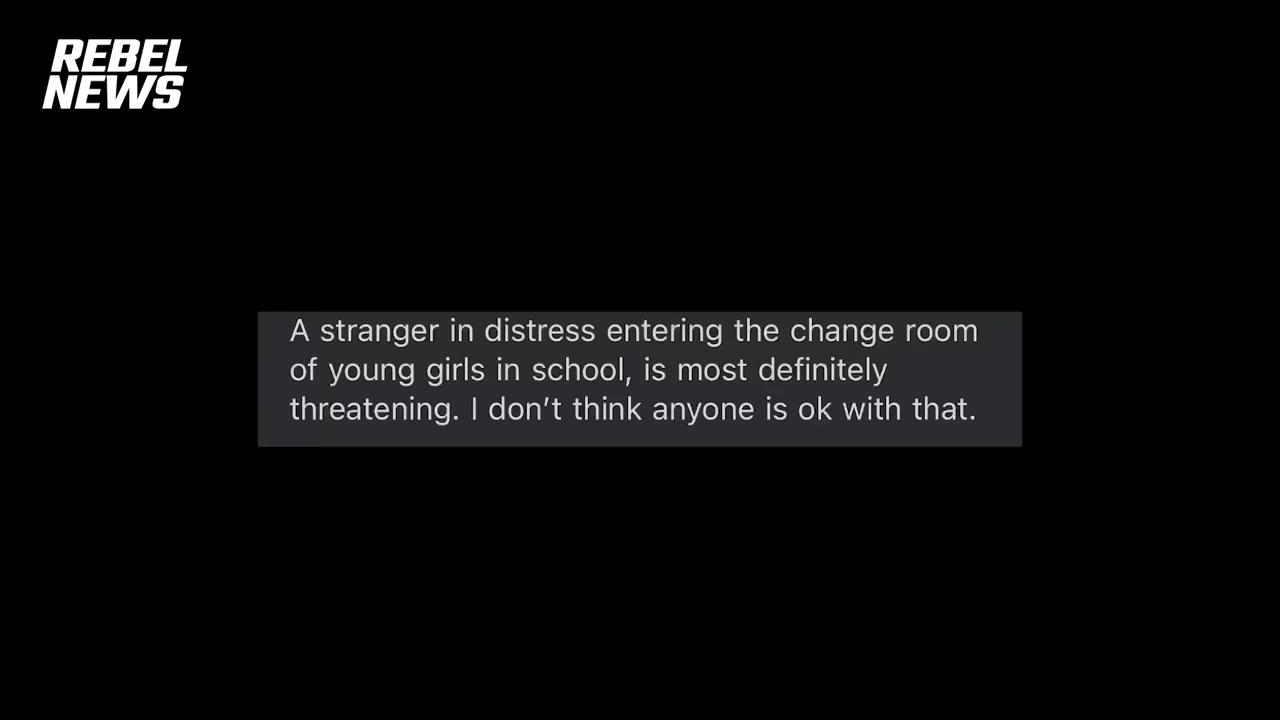 REBEL
NEWS
A stranger in distress entering the change room
of young girls in school, is most definitely
threatening. I don’t think anyone is ok with that.